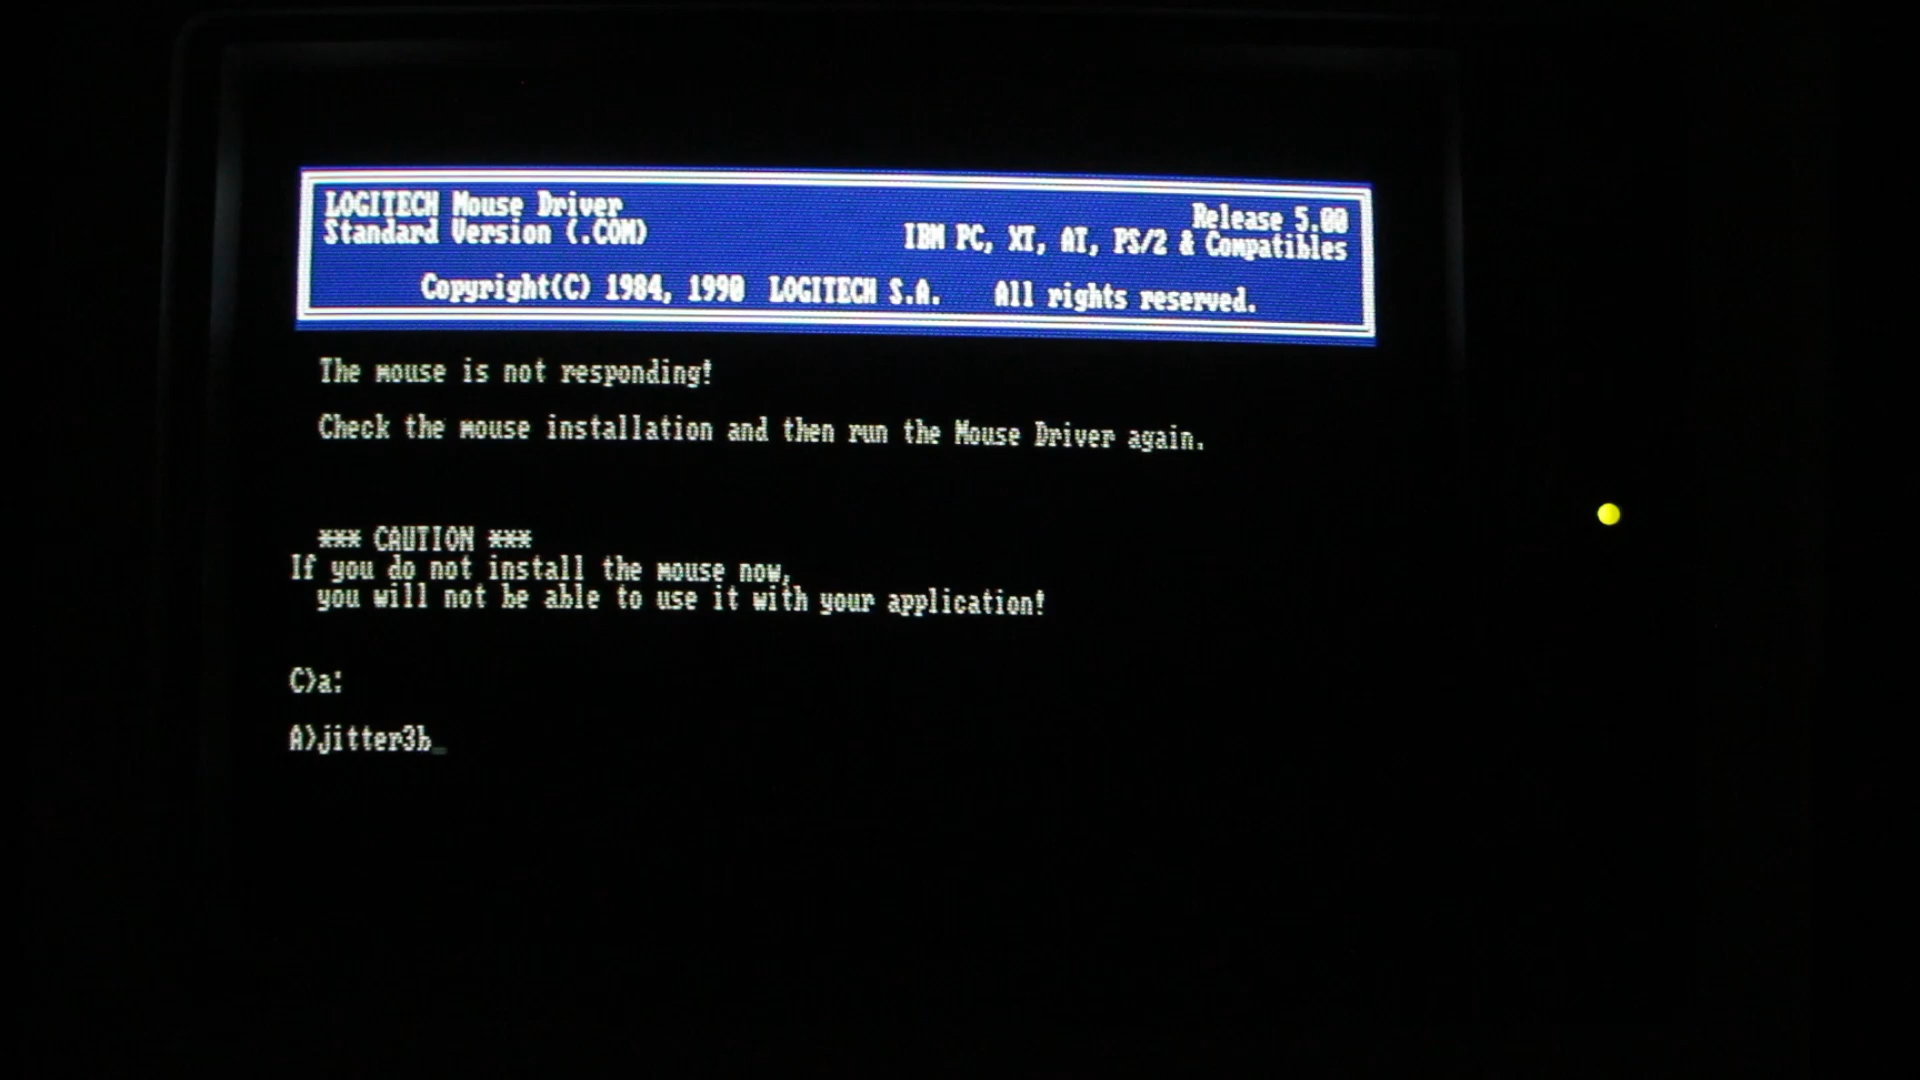 LOGITECH Mouse Driver
Release 5.00
Standard Version (.COM)
IBM PC, XT, AT, PS/2 & Compatibles
Copyright(C) 1984, 1990 LOGITECH S.A. All rights reserved.
The mouse is not responding!
Check the mouse installation and then run the Mouse Driver again.
*** CAUTION ***
If you do not install the mouse now,
you will not be able to use it with your application!
C>a:
A>jitter3b_